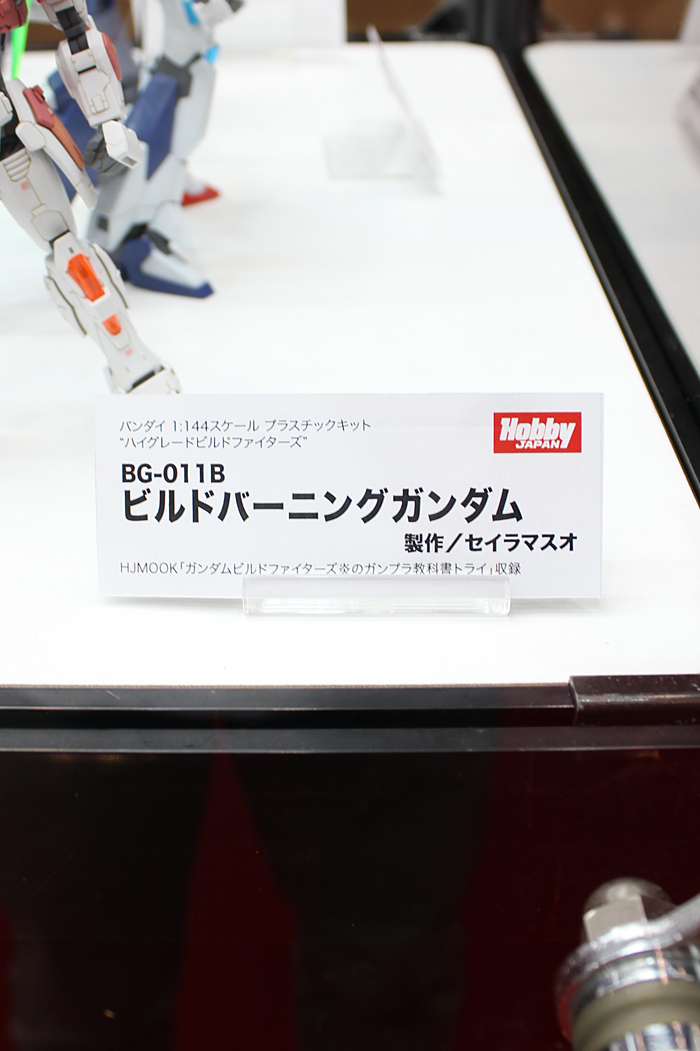 バンダイ 1:144スケール プラスチックキット
“ハイグレードビルドファイターズ”
Hobby
JAPAN
BG-011B
ビルドバーニングガンダム
製作／セイラマスオ
HJMOOK「ガンダムビルドファイターズ炎のガンプラ教科書トライ」収録